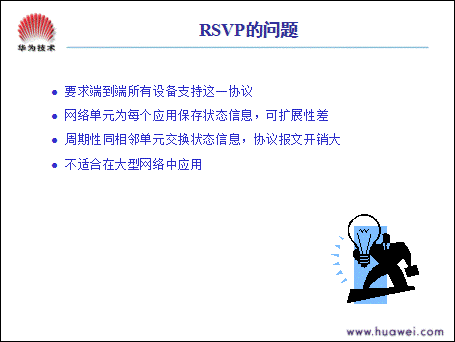 华为技术
RSVP的问题
要求端到端所有设备支持这一协议
网络单元为每个应用保存状态信息，可扩展性差
周期性同相邻单元交换状态信息，协议报文开销大
不适合在大型网络中应用
www.huawei.com